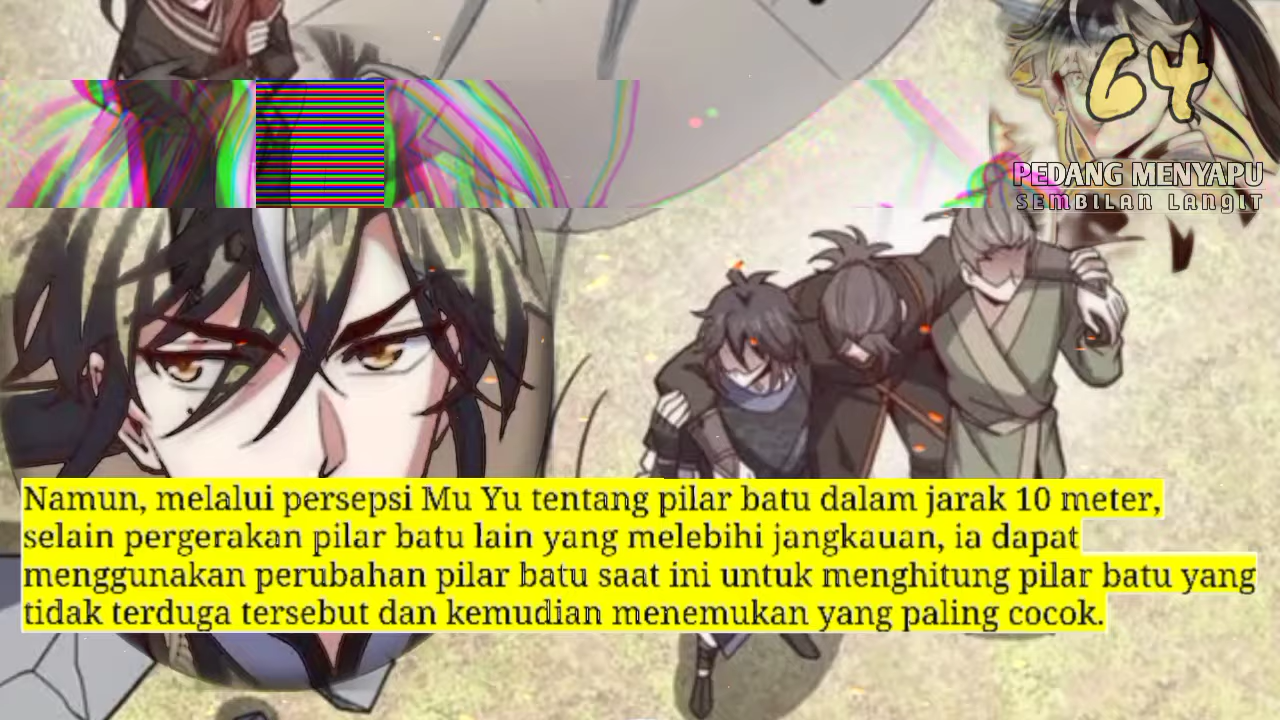 64
PEDANG MENYAPU
SEMBILAN LANGIT
Namun, melalui persepsi Mu Yu tentang pilar batu dalam jarak 10 meter,
selain pergerakan pilar batu lain yang melebihi jangkauan, ia dapat
menggunakan perubahan pilar batu saat ini untuk menghitung pilar batu yang
tidak terduga tersebut dan kemudian menemukan yang paling cocok.